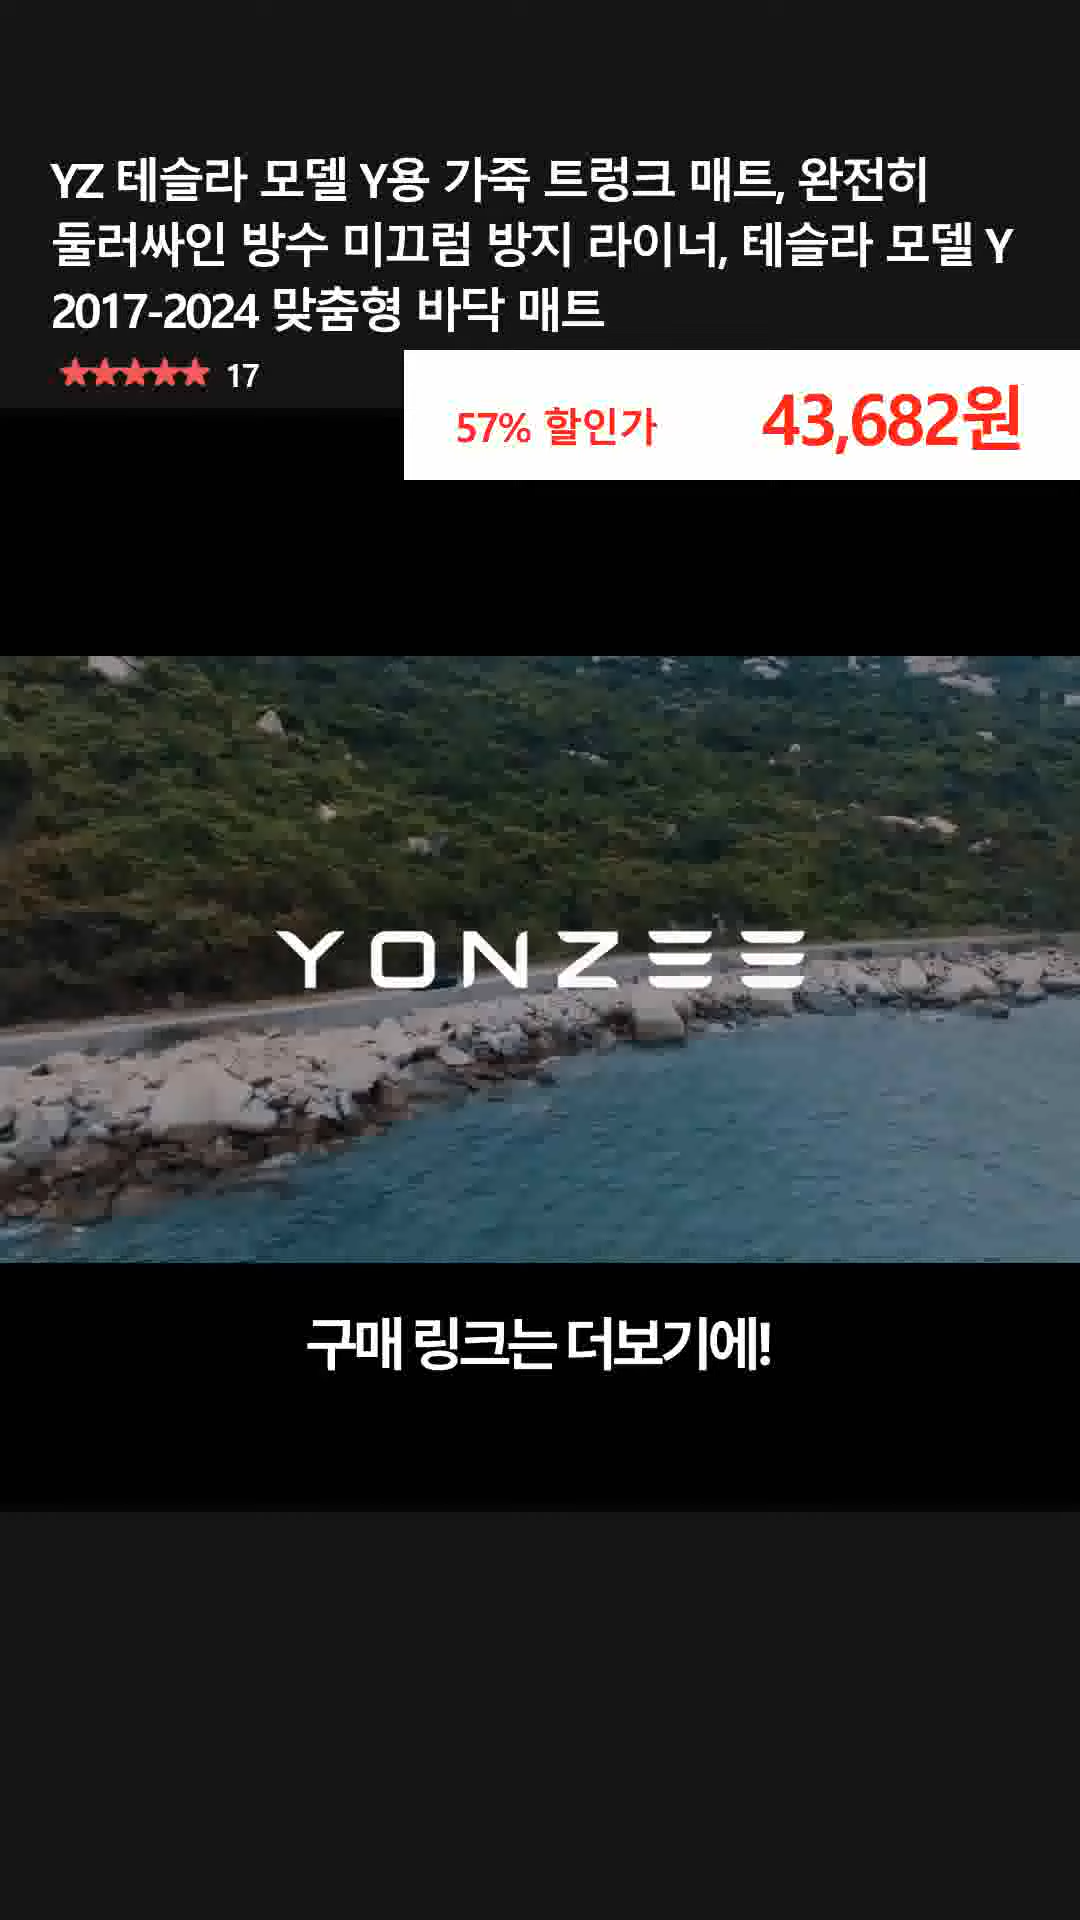 YZ 테슬라 모델 Y용 가죽 트렁크 매트, 완전히
둘러싸인 방수 미끄럼 방지 라이너, 테슬라 모델 Y
2017-2024 맞춤형 바닥 매트
17
57% 할인가 43,682원
YONZEE
구매 링크는 더보기에!